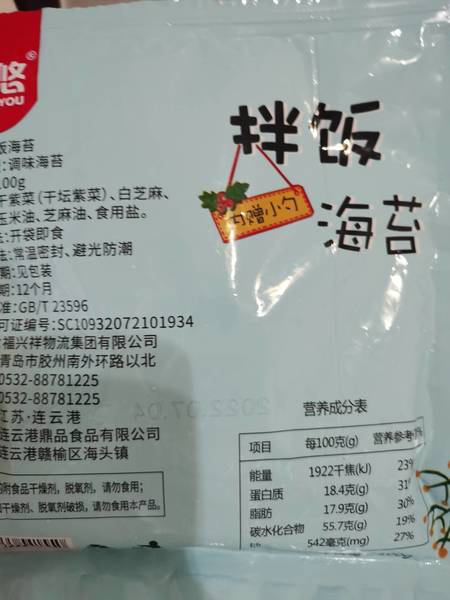 悠
®
YOU
拌饭
海苔
内赠小勺
饭海苔
:调味海苔
100g
干紫菜(干坛紫菜)、白芝麻、
玉米油、芝麻油、食用盐。
:开袋即食
:常温密封、避光防潮
期:见包装
期:12个月
准:GB/T 23596
可证编号:SC10932072101934
福兴祥物流集团有限公司
青岛市胶州南外环路以北
0532-88781225
0532-88781225
江苏·连云港
连云港鼎品食品有限公司
连云港赣榆区海头镇
附食品干燥剂，脱氧剂，请勿食用；
干燥剂、脱氧剂破损，请勿食用本产品。
2022.07.04
营养成分表
项目 每100克(g) 营养参考
能量 1922千焦(kJ) 23%
蛋白质 18.4克(g) 31
脂肪 17.9克(g) 30%
碳水化合物 55.7克(g) 19%
钠 542毫克(mg) 27%